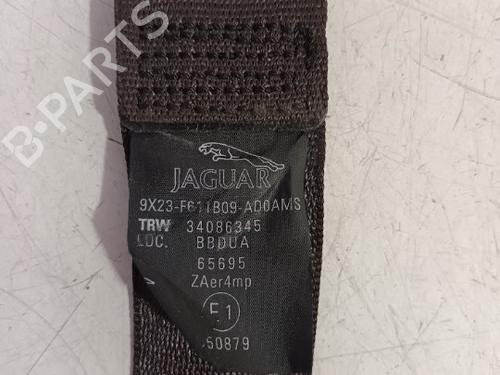 B-PARTS
JAGUAR
9X23-F611B09-AD0AMS
TRW 34086345
LOC. BBDUA
65695
ZAer4mp
E1
50879